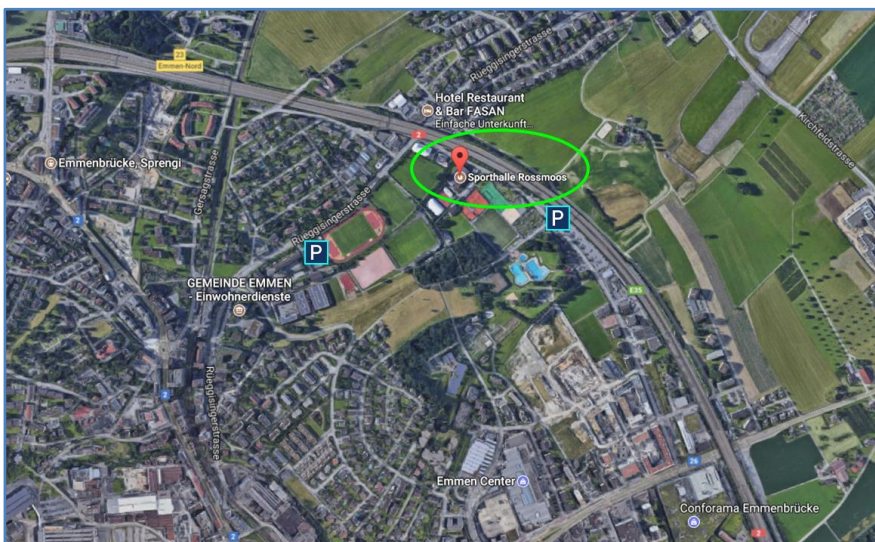 23
Emmen-Nord
Rüeggisingerstrasse
Hotel Restaurant
& Bar FASAN
Einfache Unterkunft...
2
Kirchfeldstrasse
Emmenbrücke, Sprengi
Gersagstrasse
Sporthalle Rossmoos
2
Rüeggisingerstrasse
P
P
GEMEINDE EMMEN
- Einwohnerdienste
E35
2
Rüeggisingerstrasse
26
Emmen Center
Conforama Emmenbrücke
2
2